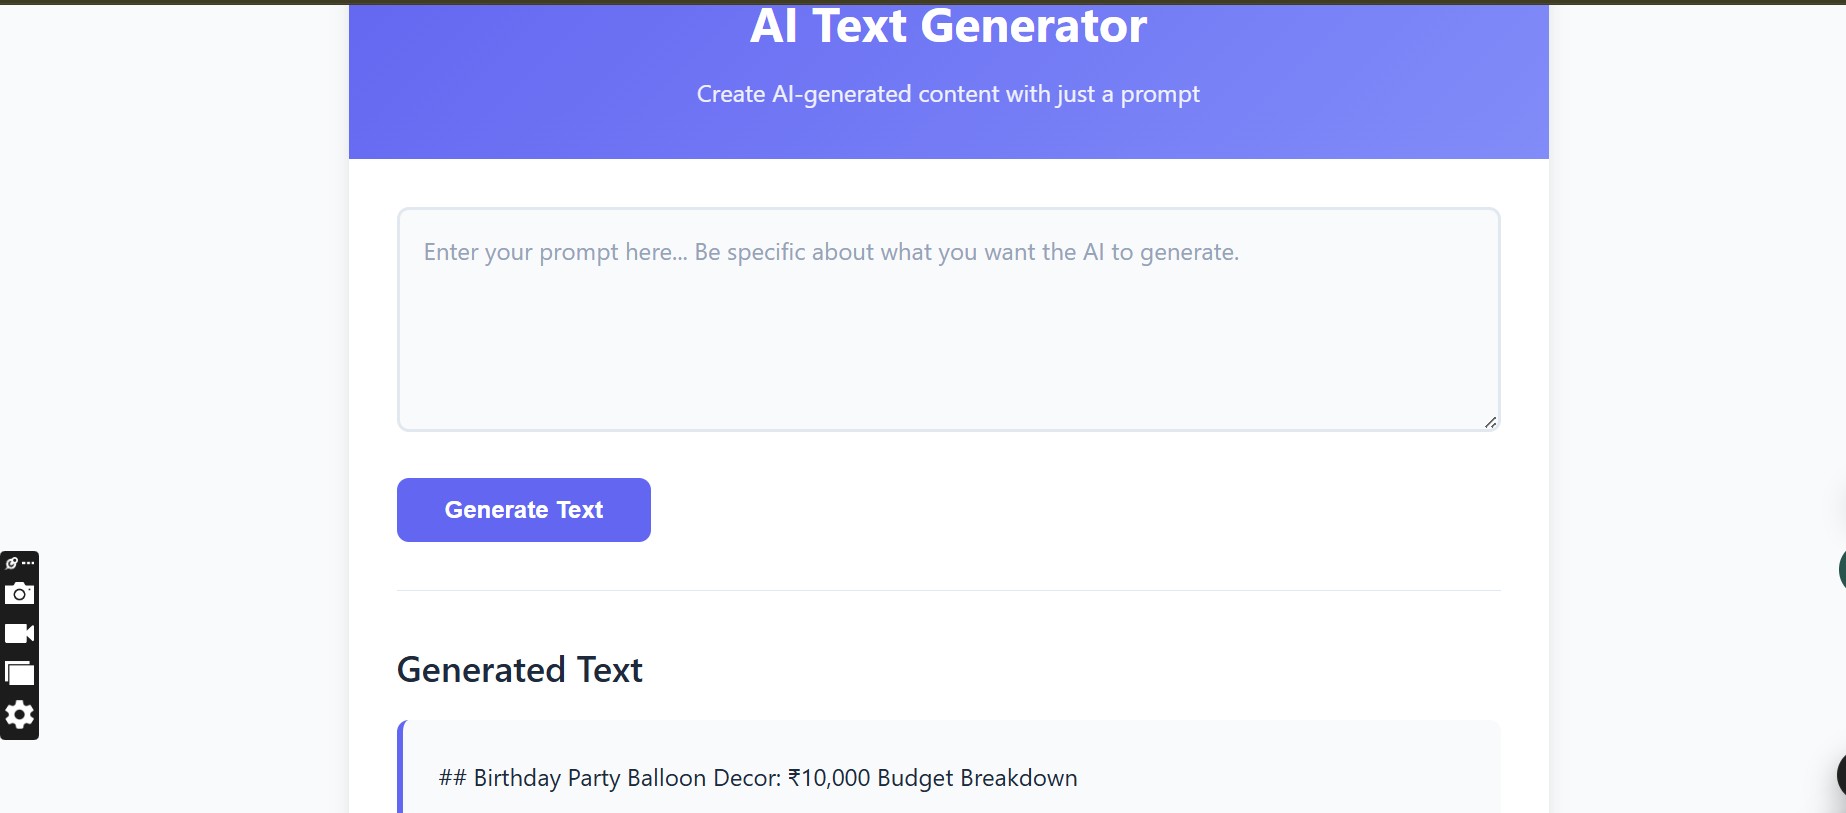 AI Text Generator
Create AI-generated content with just a prompt
Enter your prompt here... Be specific about what you want the AI to generate.
Generate Text
Generated Text
## Birthday Party Balloon Decor: ₹10,000 Budget Breakdown